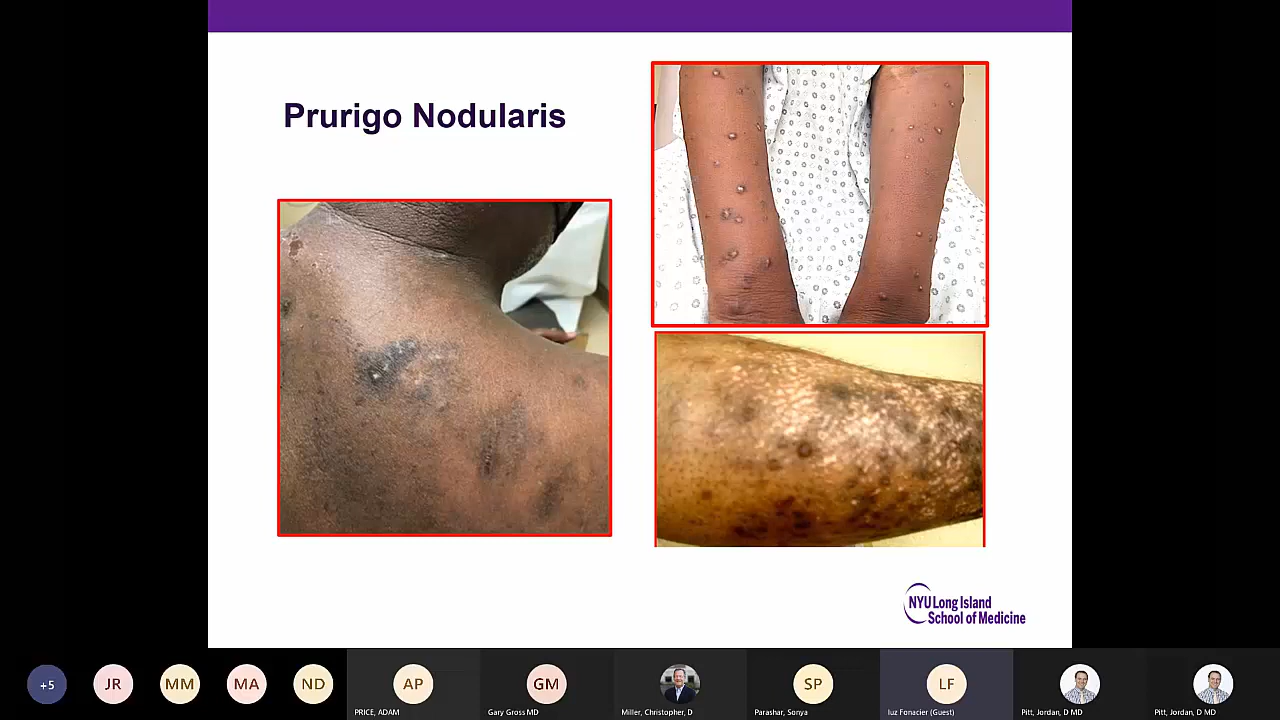 Prurigo Nodularis
NYU Long Island
School of Medicine
+5
JR
MM
MA
ND
AP
GM
SP
LF
PRICE, ADAM
Gary Gross MD
Miller, Christopher, D
Parashar, Sonya
luz Fonacier (Guest)
Pitt, Jordan, D MD
Pitt, Jordan, D MD